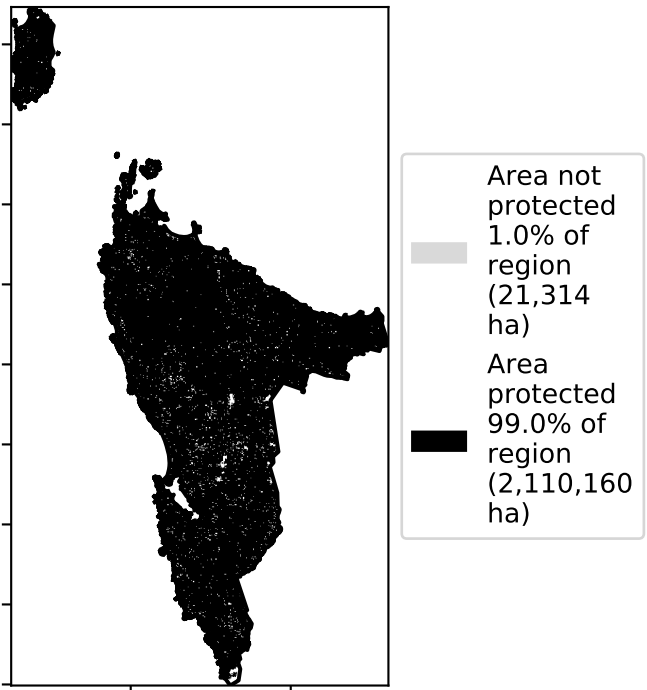 Area not
protected
1.0% of
region
(21,314
ha)
Area
protected
99.0% of
region
(2,110,160
ha)